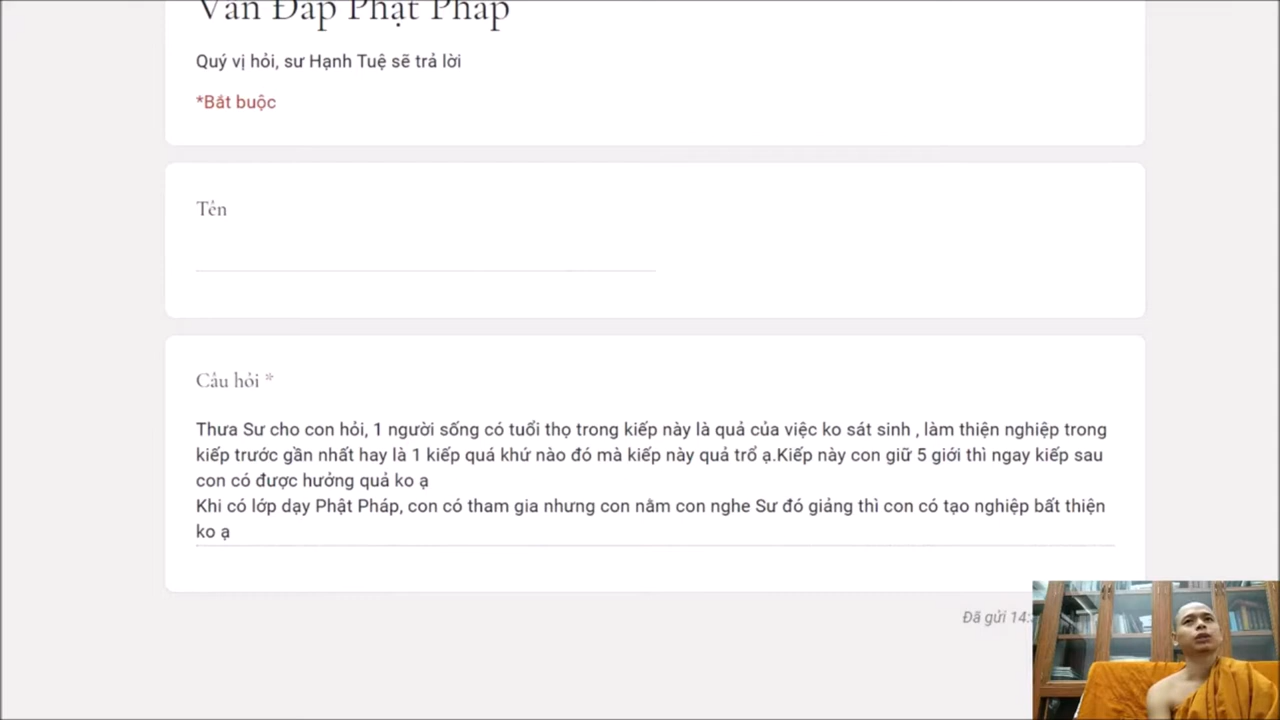 Vấn Đáp Phật Pháp
Quý vị hỏi, sư Hạnh Tuệ sẽ trả lời
*Bắt buộc
Tên
Câu hỏi *
Thưa Sư cho con hỏi, 1 người sống có tuổi thọ trong kiếp này là quả của việc ko sát sinh , làm thiện nghiệp trong
kiếp trước gần nhất hay là 1 kiếp quá khứ nào đó mà kiếp này quả trổ ạ.Kiếp này con giữ 5 giới thì ngay kiếp sau
con có được hưởng quả ko ạ
Khi có lớp dạy Phật Pháp, con có tham gia nhưng con nằm con nghe Sư đó giảng thì con có tạo nghiệp bất thiện
ko ạ
Đã gửi 14: